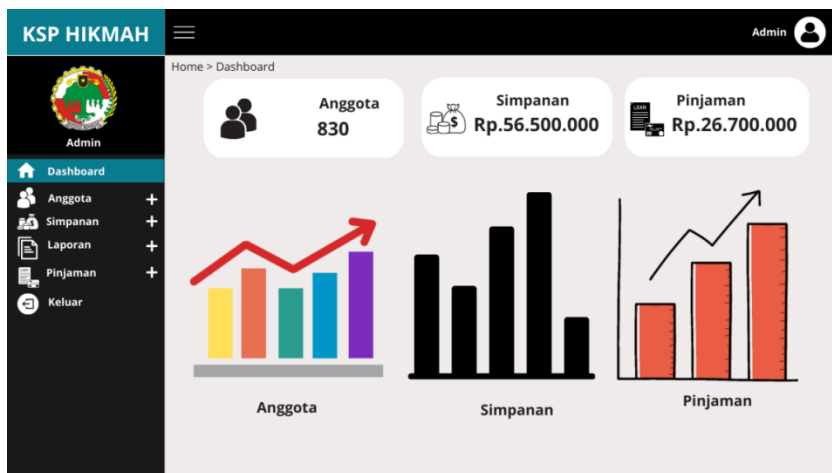 KSP HIKMAH
Admin
Home > Dashboard
Admin
Dashboard
Anggota +
Simpanan +
Laporan +
Pinjaman +
Keluar
Anggota
830
Simpanan
Rp.56.500.000
LOAN
Pinjaman
Rp.26.700.000
Anggota
Simpanan
Pinjaman